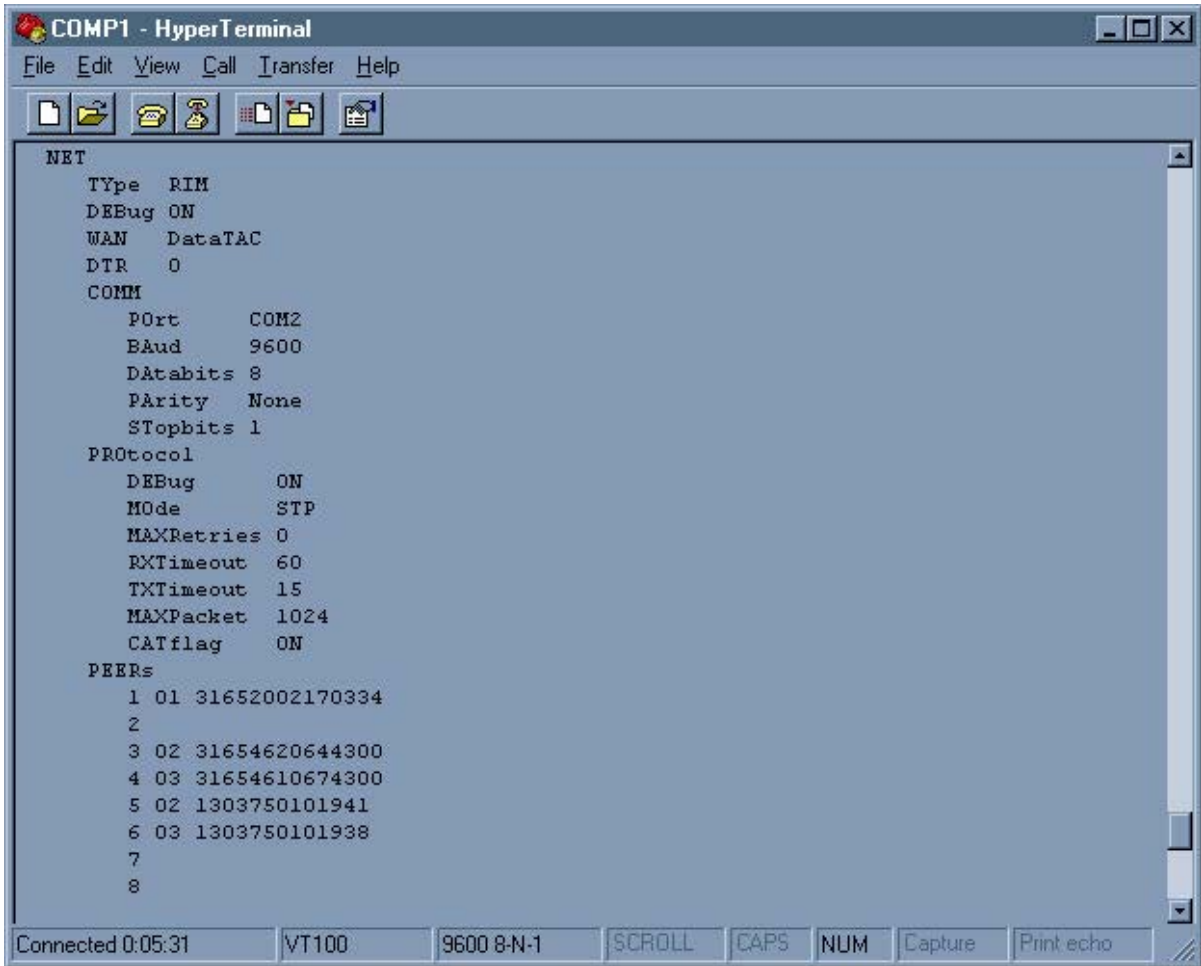 COMP1 - HyperTerminal
File Edit View Call Transfer Help
NET
TYpe RIM
DEBug ON
WAN DataTAC
DTR 0
COMM
POrt COM2
BAud 9600
DAtabits 8
PArity None
STopbits 1
PROtocol
DEBug ON
MOde STP
MAXRetries 0
RXTimeout 60
TXTimeout 15
MAXPacket 1024
CATflag ON
PEERs
1 01 31652002170334
2
3 02 31654620644300
4 03 31654610674300
5 02 1303750101941
6 03 1303750101938
7
8
Connected 0:05:31 VT100 9600 8-N-1 SCROLL CAPS NUM Capture Print echo